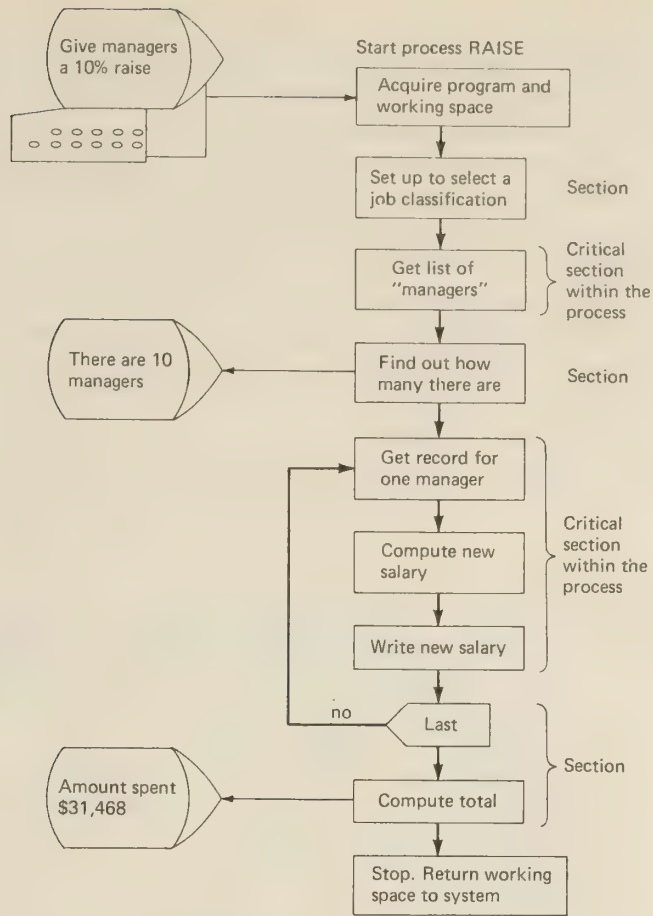 Give managers
a 10% raise
Start process RAISE
Acquire program and
working space
Set up to select a
job classification
Section
Get list of
"managers"
Critical
section
within the
process
There are 10
managers
Find out how
many there are
Section
Get record for
one manager
Compute new
salary
Critical
section
within the
process
Write new salary
no
Last
Section
Amount spent
$31,468
Compute total
Stop. Return working
space to system